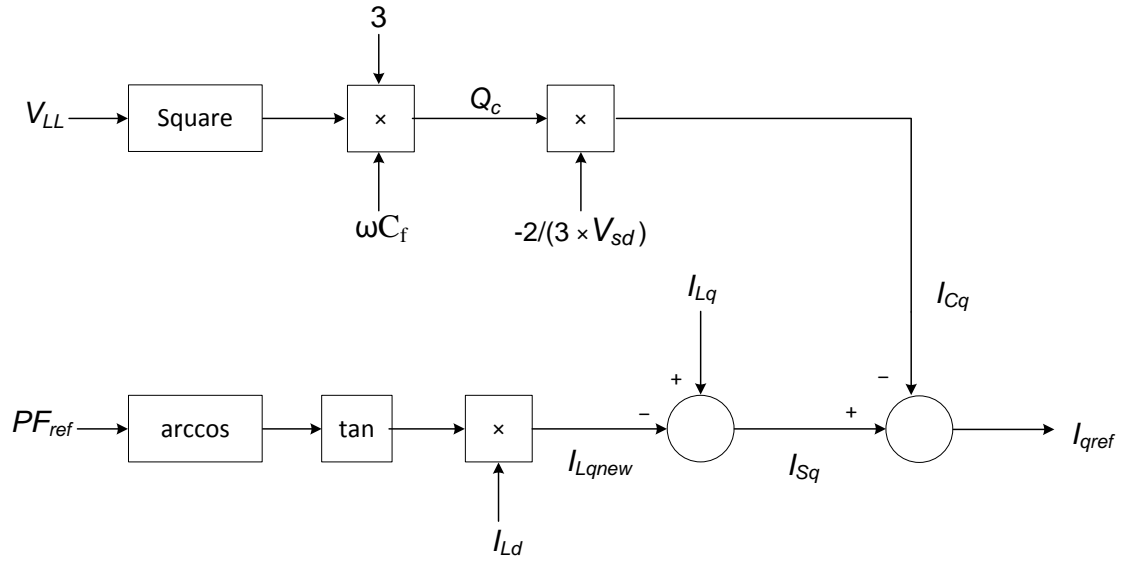 3
V_LL
Square
×
Q_c
×
ωC_f
-2/(3 × V_sd)
I_Lq
I_Cq
+
−
PF_ref
arccos
tan
×
−
+
I_qref
I_Lqnew
I_Sq
I_Ld